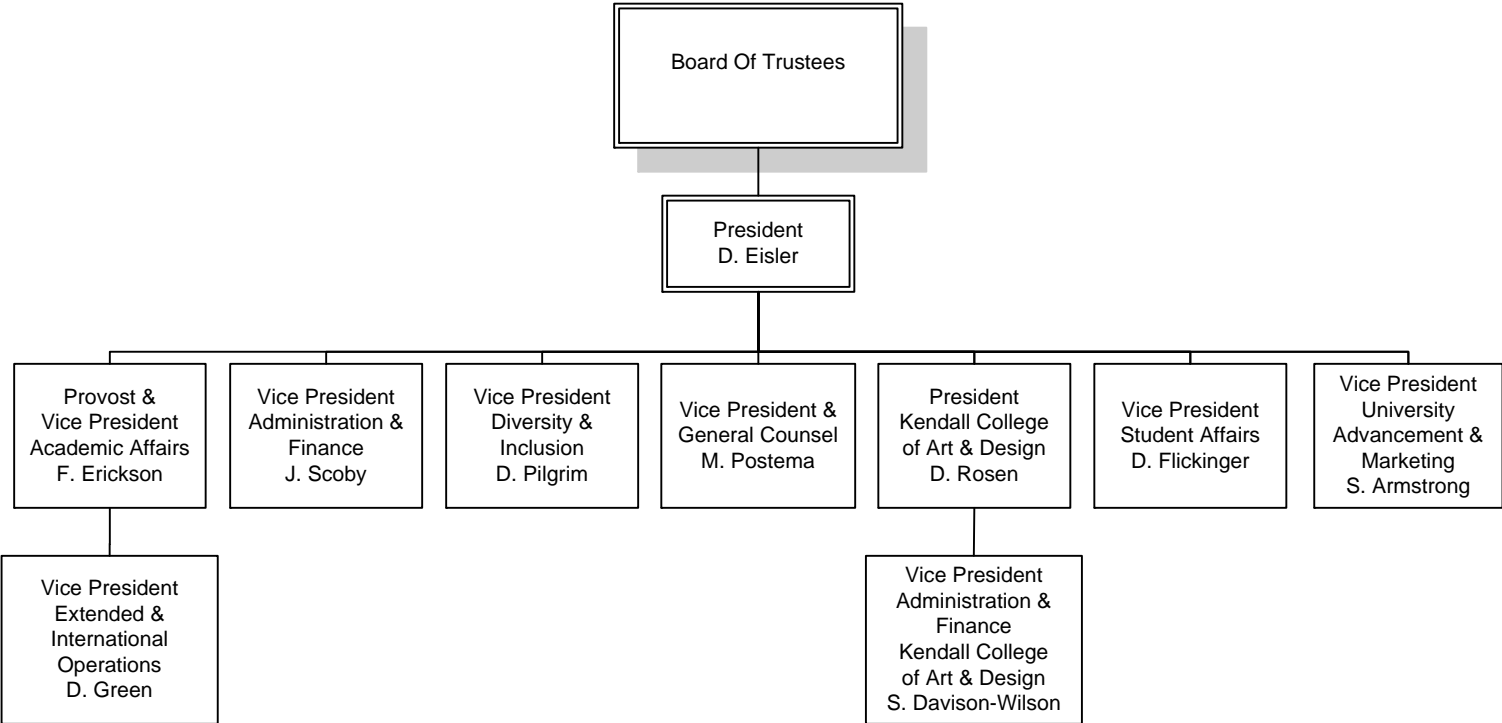 Board Of Trustees
President
D. Eisler
Provost &
Vice President
Academic Affairs
F. Erickson
Vice President
Administration &
Finance
J. Scoby
Vice President
Diversity &
Inclusion
D. Pilgrim
Vice President &
General Counsel
M. Postema
President
Kendall College
of Art & Design
D. Rosen
Vice President
Student Affairs
D. Flickinger
Vice President
University
Advancement &
Marketing
S. Armstrong
Vice President
Extended &
International
Operations
D. Green
Vice President
Administration &
Finance
Kendall College
of Art & Design
S. Davison-Wilson